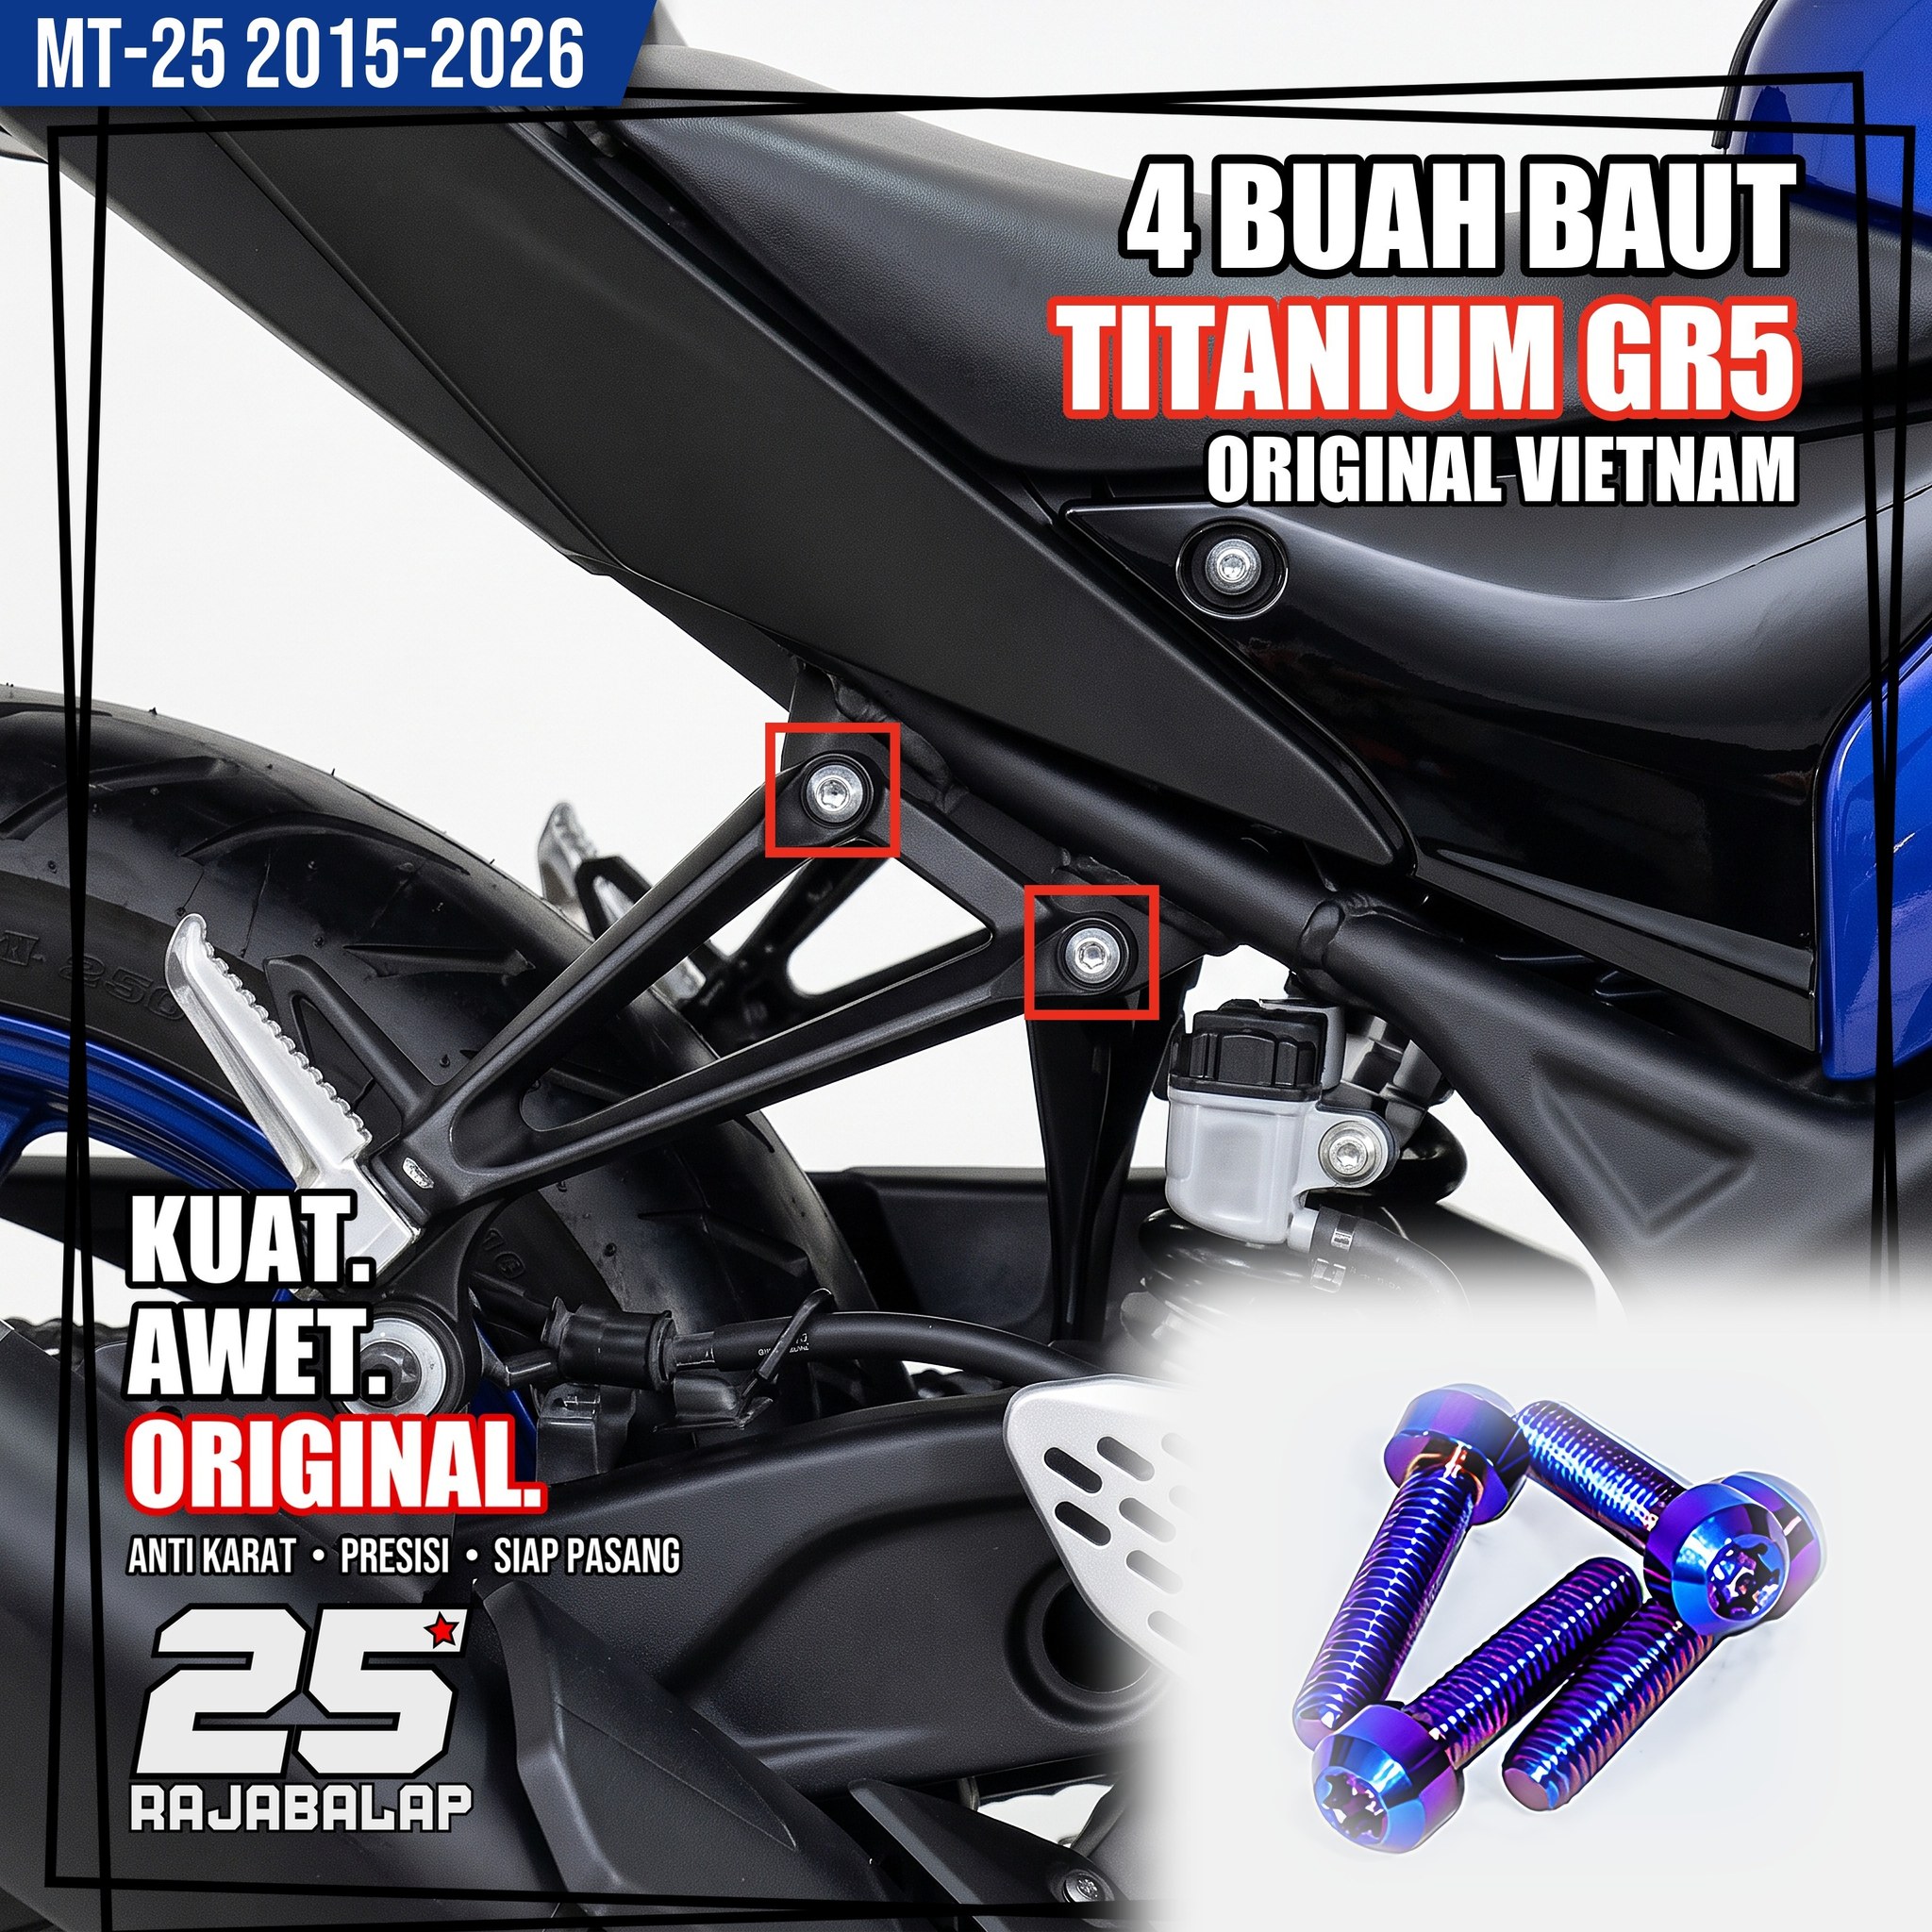 MT-25 2015-2026
4 BUAH BAUT
TITANIUM GR5
ORIGINAL VIETNAM
KUAT.
AWET.
ORIGINAL.
ANTI KARAT • PRESISI • SIAP PASANG
25
RAJABALAP